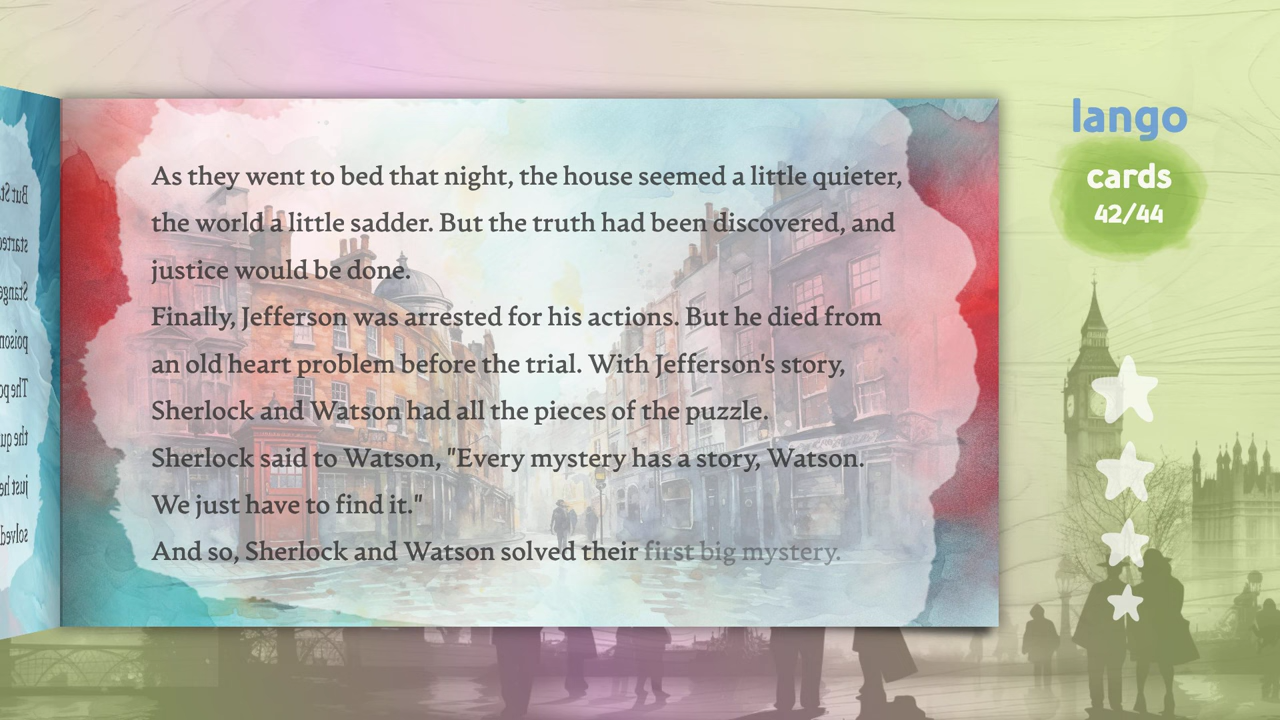 As they went to bed that night, the house seemed a little quieter,
the world a little sadder. But the truth had been discovered, and
justice would be done.
Finally, Jefferson was arrested for his actions. But he died from
an old heart problem before the trial. With Jefferson's story,
Sherlock and Watson had all the pieces of the puzzle.
Sherlock said to Watson, "Every mystery has a story, Watson.
We just have to find it."
And so, Sherlock and Watson solved their first big mystery.
lango
cards
42/44